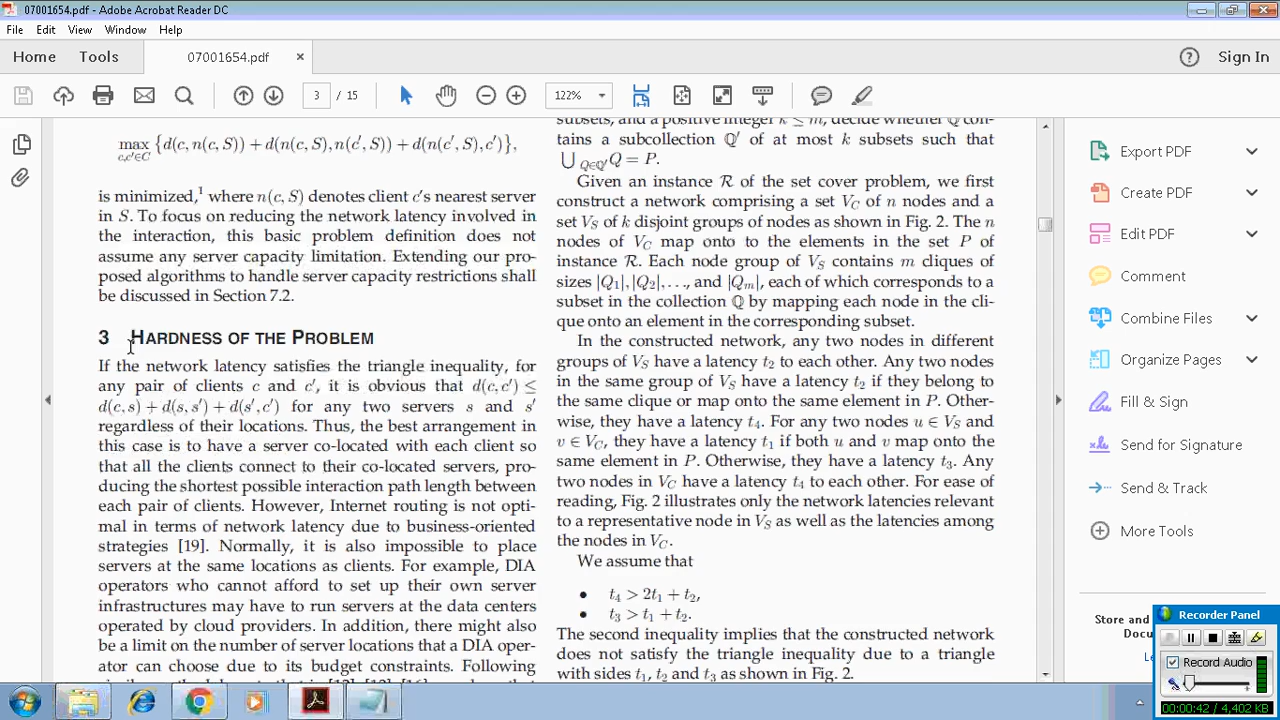 07001654.pdf - Adobe Acrobat Reader DC
File Edit View Window Help
Home Tools 07001654.pdf × Sign In
3 / 15 122%
max {d(c, n(c, S)) + d(n(c, S), n(c′, S)) + d(n(c′, S), c′)},
c,c′∈C
is minimized,¹ where n(c, S) denotes client c's nearest server
in S. To focus on reducing the network latency involved in
the interaction, this basic problem definition does not
assume any server capacity limitation. Extending our pro-
posed algorithms to handle server capacity restrictions shall
be discussed in Section 7.2.
3 HARDNESS OF THE PROBLEM
If the network latency satisfies the triangle inequality, for
any pair of clients c and c′, it is obvious that d(c, c′) ≤
d(c, s) + d(s, s′) + d(s′, c′) for any two servers s and s′
regardless of their locations. Thus, the best arrangement in
this case is to have a server co-located with each client so
that all the clients connect to their co-located servers, pro-
ducing the shortest possible interaction path length between
each pair of clients. However, Internet routing is not opti-
mal in terms of network latency due to business-oriented
strategies [19]. Normally, it is also impossible to place
servers at the same locations as clients. For example, DIA
operators who cannot afford to set up their own server
infrastructures may have to run servers at the data centers
operated by cloud providers. In addition, there might also
be a limit on the number of server locations that a DIA oper-
ator can choose due to its budget constraints. Following
subsets, and a positive integer k ≤ m, decide whether ℚ con-
tains a subcollection ℚ′ of at most k subsets such that
⋃Q∈ℚ′ Q = P.
Given an instance R of the set cover problem, we first
construct a network comprising a set VC of n nodes and a
set VS of k disjoint groups of nodes as shown in Fig. 2. The n
nodes of VC map onto to the elements in the set P of
instance R. Each node group of VS contains m cliques of
sizes |Q1|, |Q2|, . . ., and |Qm|, each of which corresponds to a
subset in the collection ℚ by mapping each node in the cli-
que onto an element in the corresponding subset.
In the constructed network, any two nodes in different
groups of VS have a latency t2 to each other. Any two nodes
in the same group of VS have a latency t2 if they belong to
the same clique or map onto the same element in P. Other-
wise, they have a latency t4. For any two nodes u ∈ VS and
v ∈ VC, they have a latency t1 if both u and v map onto the
same element in P. Otherwise, they have a latency t3. Any
two nodes in VC have a latency t4 to each other. For ease of
reading, Fig. 2 illustrates only the network latencies relevant
to a representative node in VS as well as the latencies among
the nodes in VC.
We assume that
• t4 > 2t1 + t2,
• t3 > t1 + t2.
The second inequality implies that the constructed network
does not satisfy the triangle inequality due to a triangle
with sides t1, t2 and t3 as shown in Fig. 2.
Export PDF
Create PDF
Edit PDF
Comment
Combine Files
Organize Pages
Fill & Sign
Send for Signature
Send & Track
More Tools
Store and
Recorder Panel
Record Audio
00:00:42 / 4,402 KB